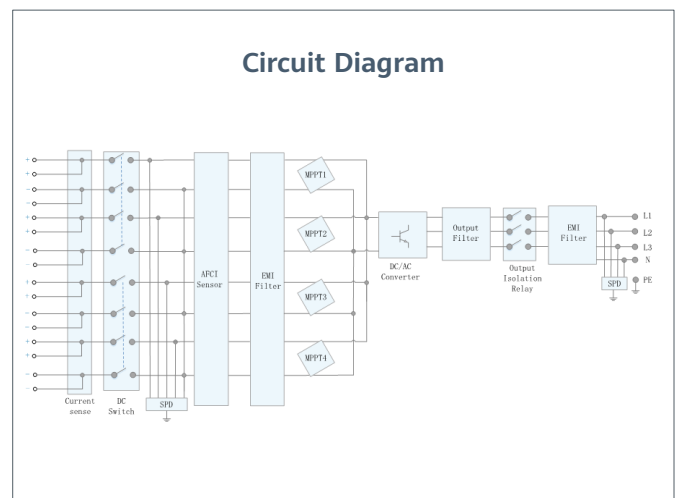 Circuit Diagram
+
+
-
-
+
+
-
-
+
+
-
-
+
+
-
-
Current
sense
DC
Switch
SPD
AFCI
Sensor
EMI
Filter
MPPT1
MPPT2
MPPT3
MPPT4
DC/AC
Converter
Output
Filter
Output
Isolation
Relay
EMI
Filter
L1
L2
L3
N
PE
SPD